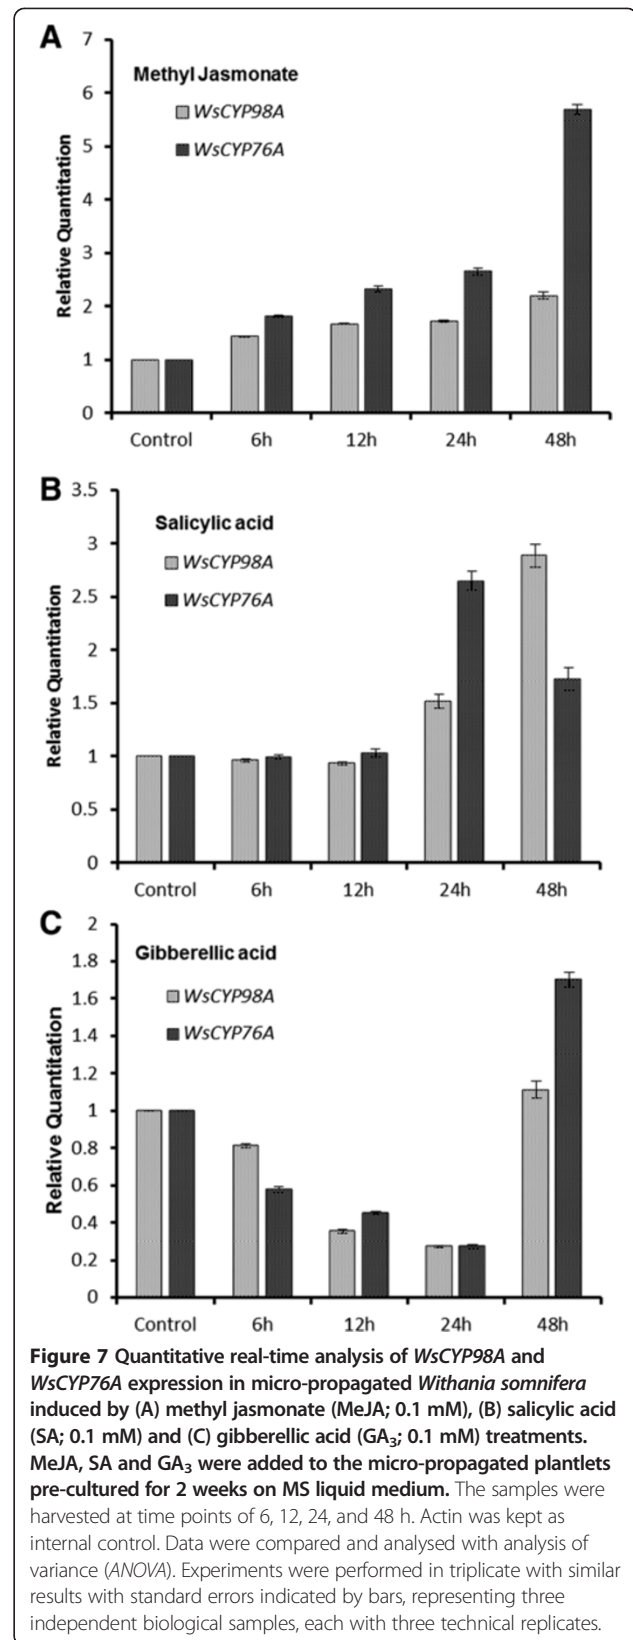 A
7
6
5
4
3
2
1
0
Relative Quantitation
Methyl Jasmonate
WsCYP98A
WsCYP76A
Control 6h 12h 24h 48h
B
3.5
3
2.5
2
1.5
1
0.5
0
Relative Quantitation
Salicylic acid
WsCYP98A
WsCYP76A
Control 6h 12h 24h 48h
C
2
1.8
1.6
1.4
1.2
1
0.8
0.6
0.4
0.2
0
Relative Quantitation
Gibberellic acid
WsCYP98A
WsCYP76A
Control 6h 12h 24h 48h
Figure 7 Quantitative real-time analysis of WsCYP98A and
WsCYP76A expression in micro-propagated Withania somnifera
induced by (A) methyl jasmonate (MeJA; 0.1 mM), (B) salicylic acid
(SA; 0.1 mM) and (C) gibberellic acid (GA₃; 0.1 mM) treatments.
MeJA, SA and GA₃ were added to the micro-propagated plantlets
pre-cultured for 2 weeks on MS liquid medium. The samples were
harvested at time points of 6, 12, 24, and 48 h. Actin was kept as
internal control. Data were compared and analysed with analysis of
variance (ANOVA). Experiments were performed in triplicate with similar
results with standard errors indicated by bars, representing three
independent biological samples, each with three technical replicates.